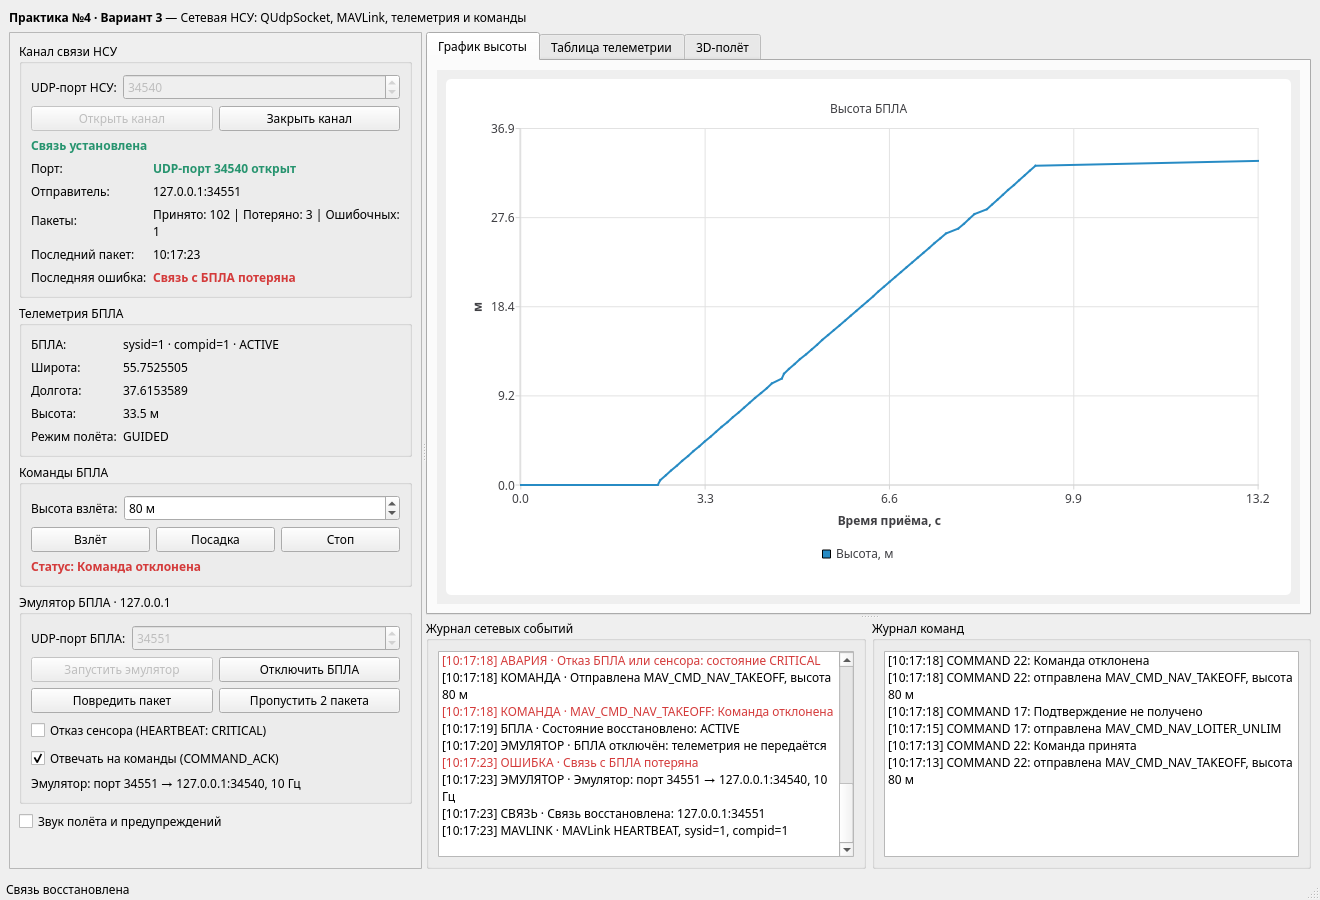 Практика №4 · Вариант 3 — Сетевая НСУ: QUdpSocket, MAVLink, телеметрия и команды
Канал связи НСУ
UDP-порт НСУ: 34540
Открыть канал
Закрыть канал
Связь установлена
Порт: UDP-порт 34540 открыт
Отправитель: 127.0.0.1:34551
Пакеты: Принято: 102 | Потеряно: 3 | Ошибочных:
1
Последний пакет: 10:17:23
Последняя ошибка: Связь с БПЛА потеряна
Телеметрия БПЛА
БПЛА: sysid=1 · compid=1 · ACTIVE
Широта: 55.7525505
Долгота: 37.6153589
Высота: 33.5 м
Режим полёта: GUIDED
Команды БПЛА
Высота взлёта: 80 м
Взлёт
Посадка
Стоп
Статус: Команда отклонена
Эмулятор БПЛА · 127.0.0.1
UDP-порт БПЛА: 34551
Запустить эмулятор
Отключить БПЛА
Повредить пакет
Пропустить 2 пакета
Отказ сенсора (HEARTBEAT: CRITICAL)
Отвечать на команды (COMMAND_ACK)
Эмулятор: порт 34551 → 127.0.0.1:34540, 10 Гц
Звук полёта и предупреждений
График высоты
Таблица телеметрии
3D-полёт
Высота БПЛА
36.9
27.6
18.4
9.2
0.0
м
0.0 3.3 6.6 9.9 13.2
Время приёма, с
Высота, м
Журнал сетевых событий
[10:17:18] АВАРИЯ · Отказ БПЛА или сенсора: состояние CRITICAL
[10:17:18] КОМАНДА · Отправлена MAV_CMD_NAV_TAKEOFF, высота
80 м
[10:17:18] КОМАНДА · MAV_CMD_NAV_TAKEOFF: Команда отклонена
[10:17:19] БПЛА · Состояние восстановлено: ACTIVE
[10:17:20] ЭМУЛЯТОР · БПЛА отключён: телеметрия не передаётся
[10:17:23] ОШИБКА · Связь с БПЛА потеряна
[10:17:23] ЭМУЛЯТОР · Эмулятор: порт 34551 → 127.0.0.1:34540, 10
Гц
[10:17:23] СВЯЗЬ · Связь восстановлена: 127.0.0.1:34551
[10:17:23] MAVLINK · MAVLink HEARTBEAT, sysid=1, compid=1
Журнал команд
[10:17:18] COMMAND 22: Команда отклонена
[10:17:18] COMMAND 22: отправлена MAV_CMD_NAV_TAKEOFF, высота
80 м
[10:17:18] COMMAND 17: Подтверждение не получено
[10:17:15] COMMAND 17: отправлена MAV_CMD_NAV_LOITER_UNLIM
[10:17:13] COMMAND 22: Команда принята
[10:17:13] COMMAND 22: отправлена MAV_CMD_NAV_TAKEOFF, высота
80 м
Связь восстановлена